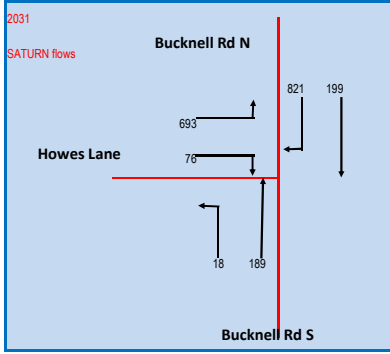 2031
Bucknell Rd N
SATURN flows
821 199
693
Howes Lane
76
18 189
Bucknell Rd S